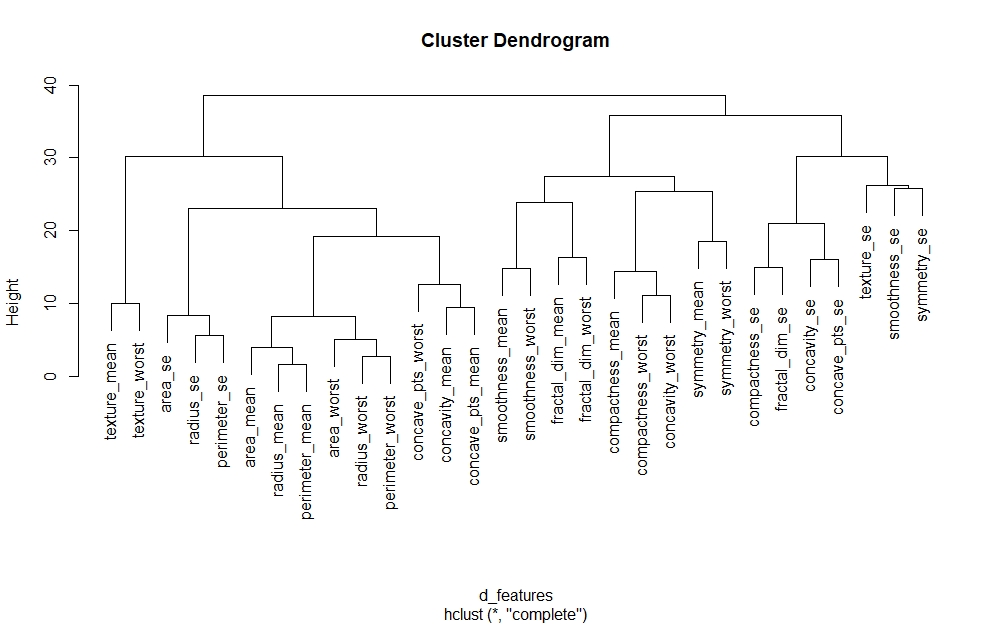 Cluster Dendrogram
Height
40
30
20
10
0
texture_mean
texture_worst
area_se
radius_se
perimeter_se
area_mean
radius_mean
perimeter_mean
area_worst
radius_worst
perimeter_worst
concave_pts_worst
concavity_mean
concave_pts_mean
smoothness_mean
smoothness_worst
fractal_dim_mean
fractal_dim_worst
compactness_mean
compactness_worst
concavity_worst
symmetry_mean
symmetry_worst
compactness_se
fractal_dim_se
concavity_se
concave_pts_se
texture_se
smoothness_se
symmetry_se
d_features
hclust (*, "complete")